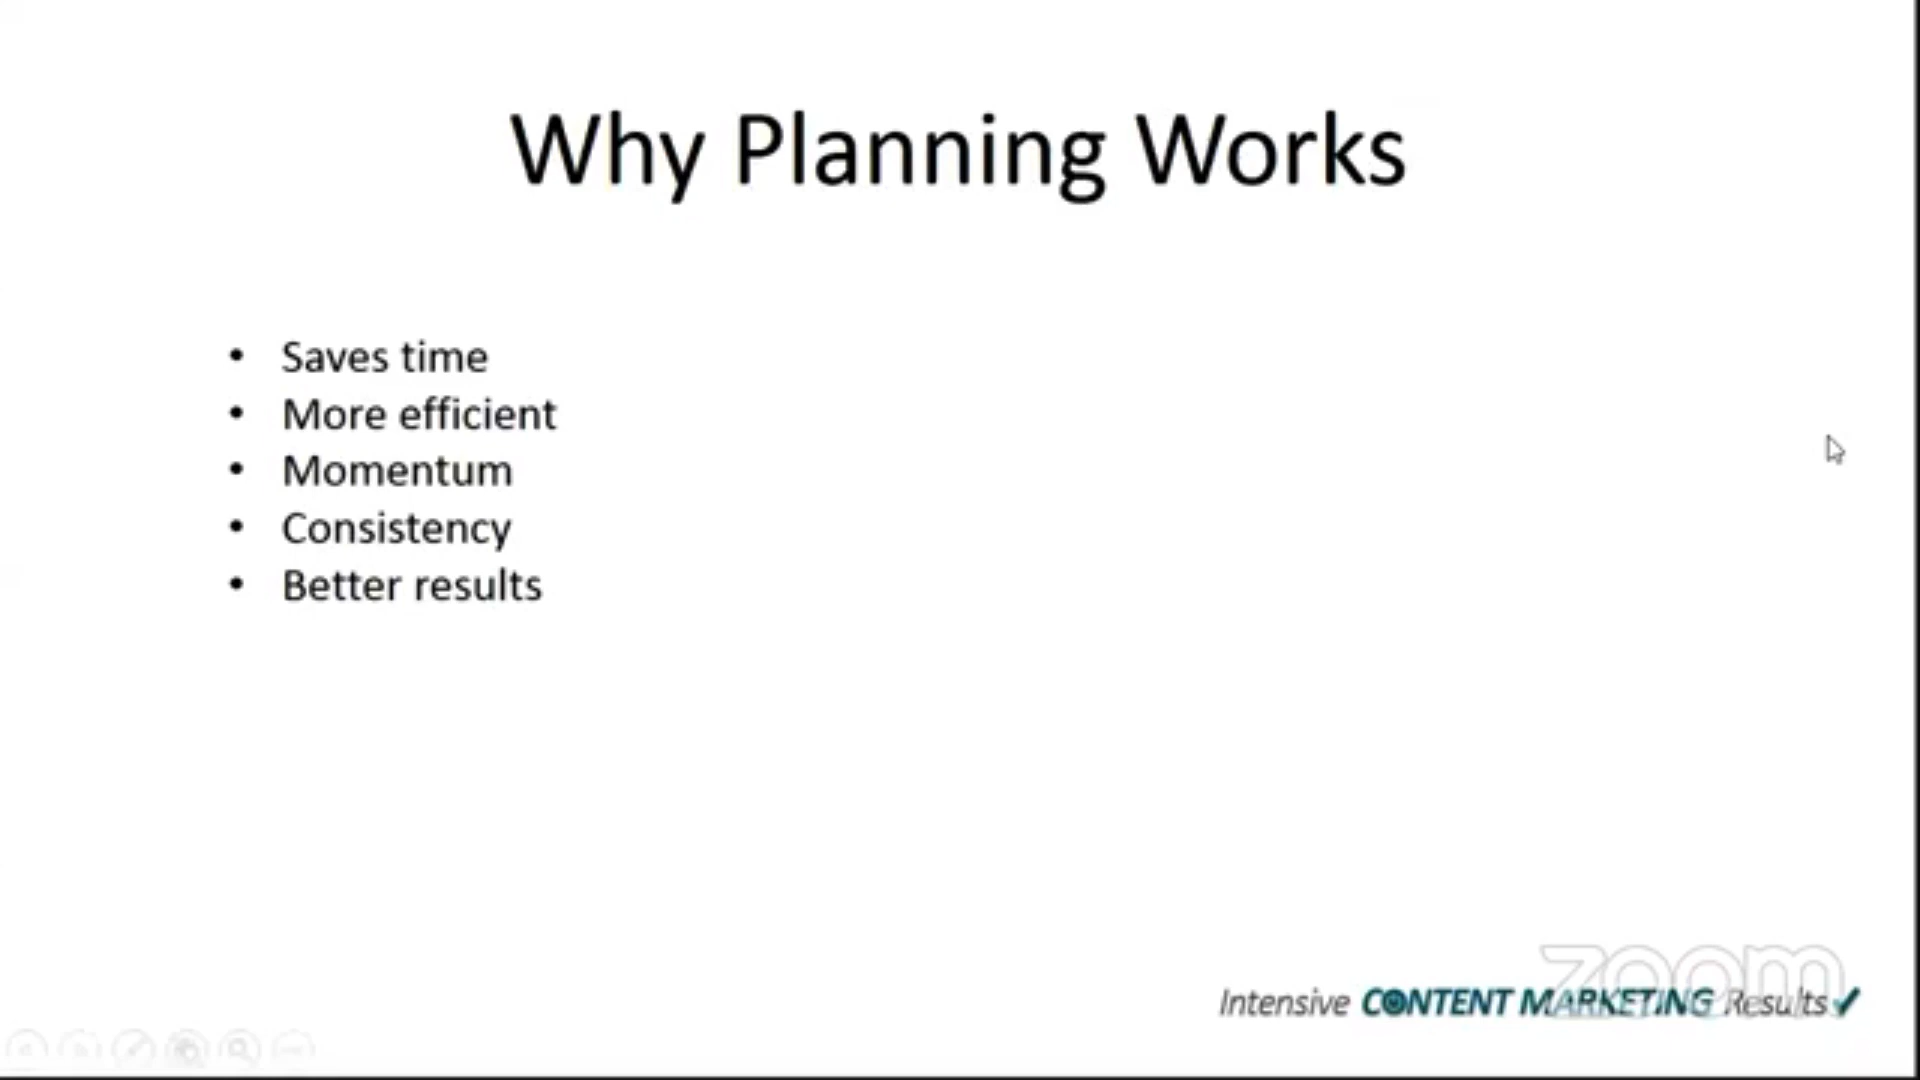 Why Planning Works
• Saves time
• More efficient
• Momentum
• Consistency
• Better results
zoom
Intensive CONTENT MARKETING Results